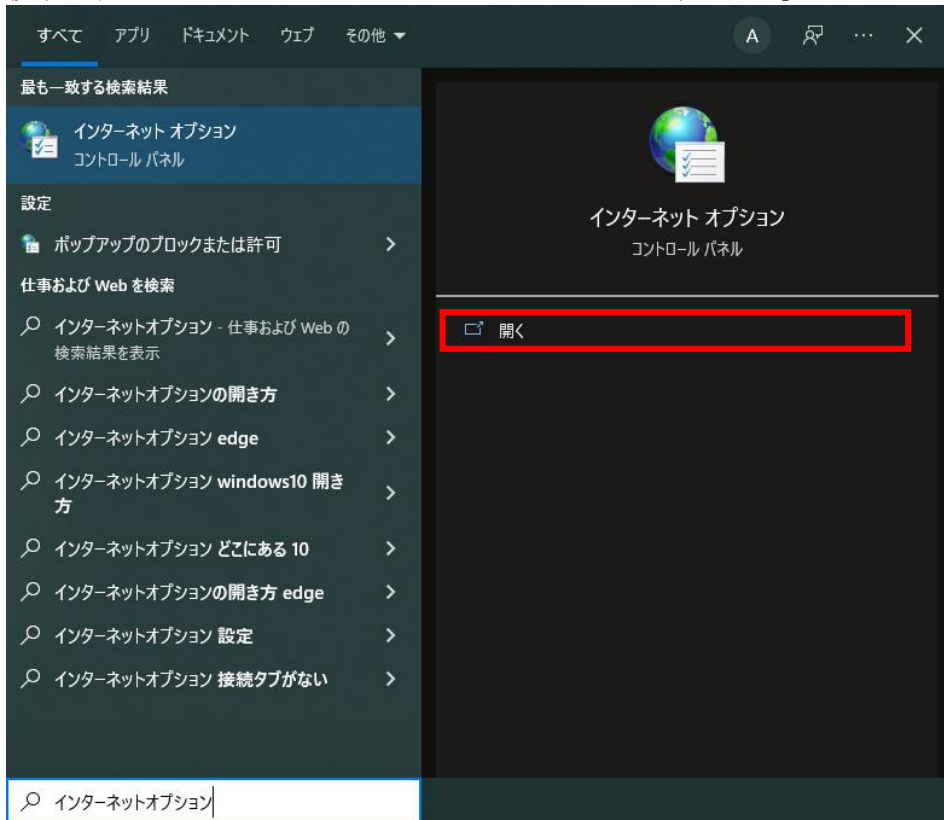 すべて アプリ ドキュメント ウェブ その他
A
最も一致する検索結果
インターネット オプション
コントロール パネル
設定
ポップアップのブロックまたは許可
仕事および Web を検索
インターネットオプション - 仕事および Web の
検索結果を表示
インターネットオプションの開き方
インターネットオプション edge
インターネットオプション windows10 開き
方
インターネットオプション どこにある 10
インターネットオプションの開き方 edge
インターネットオプション 設定
インターネットオプション 接続タブがない
インターネットオプション
インターネット オプション
コントロール パネル
開く